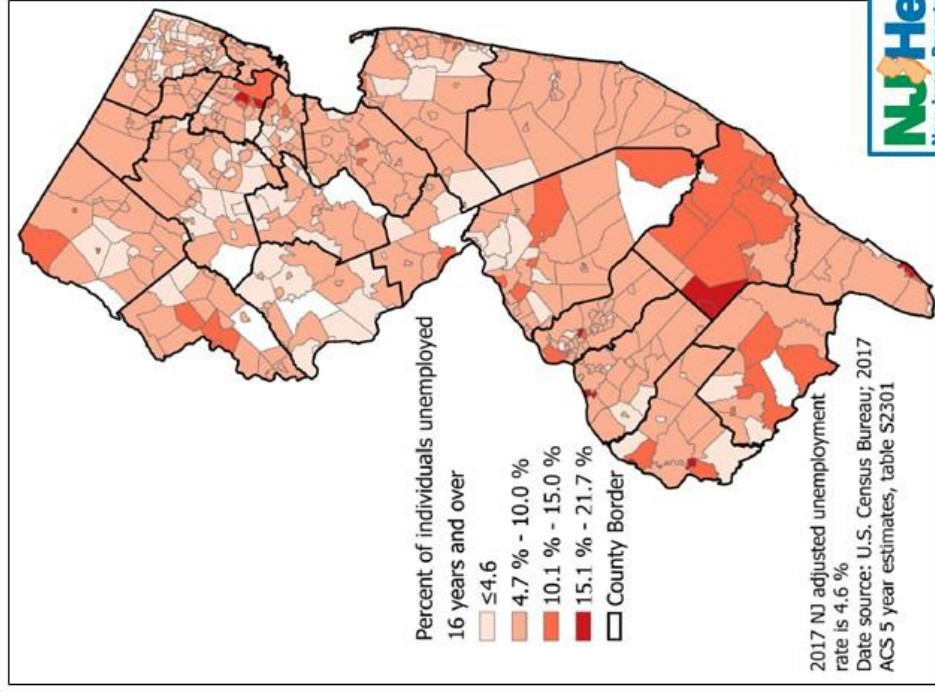 Percent of individuals unemployed
16 years and over
≤4.6
4.7 % - 10.0 %
10.1 % - 15.0 %
15.1 % - 21.7 %
County Border
2017 NJ adjusted unemployment
rate is 4.6 %
Date source: U.S. Census Bureau; 2017
ACS 5 year estimates, table S2301
NJ He